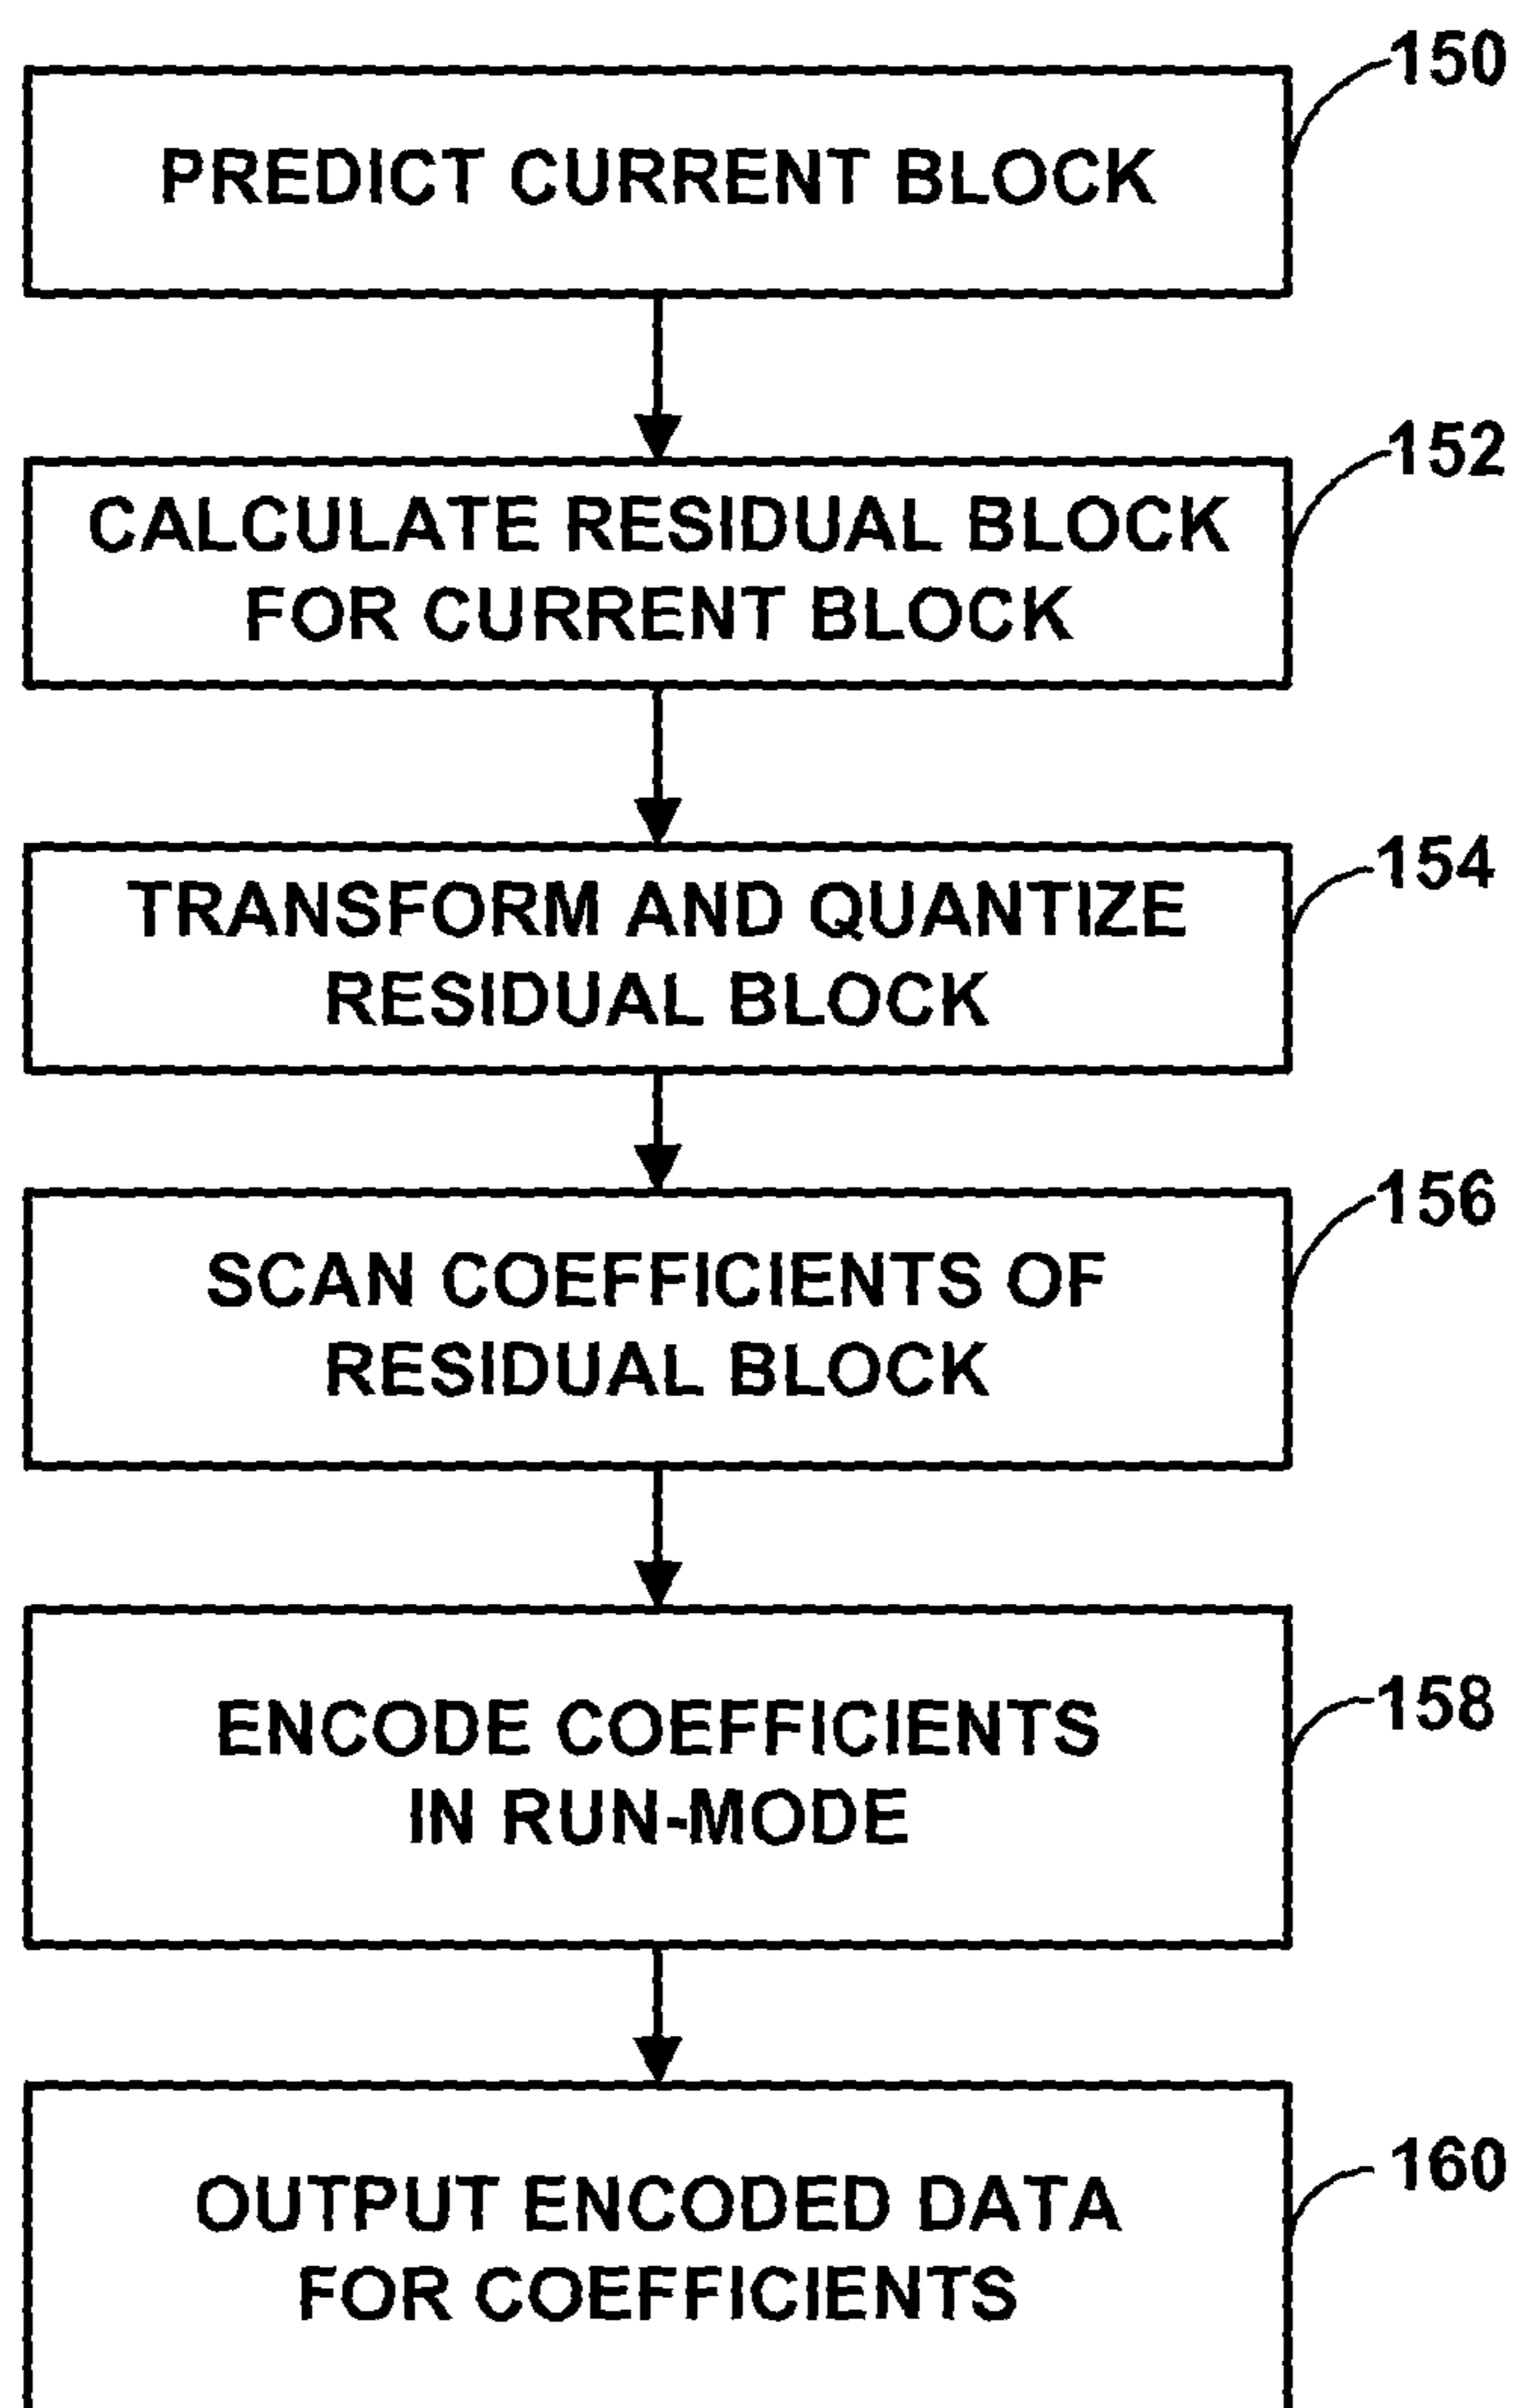 150
PREDICT CURRENT BLOCK
152
CALCULATE RESIDUAL BLOCK
FOR CURRENT BLOCK
154
TRANSFORM AND QUANTIZE
RESIDUAL BLOCK
156
SCAN COEFFICIENTS OF
RESIDUAL BLOCK
158
ENCODE COEFFICIENTS
IN RUN-MODE
160
OUTPUT ENCODED DATA
FOR COEFFICIENTS